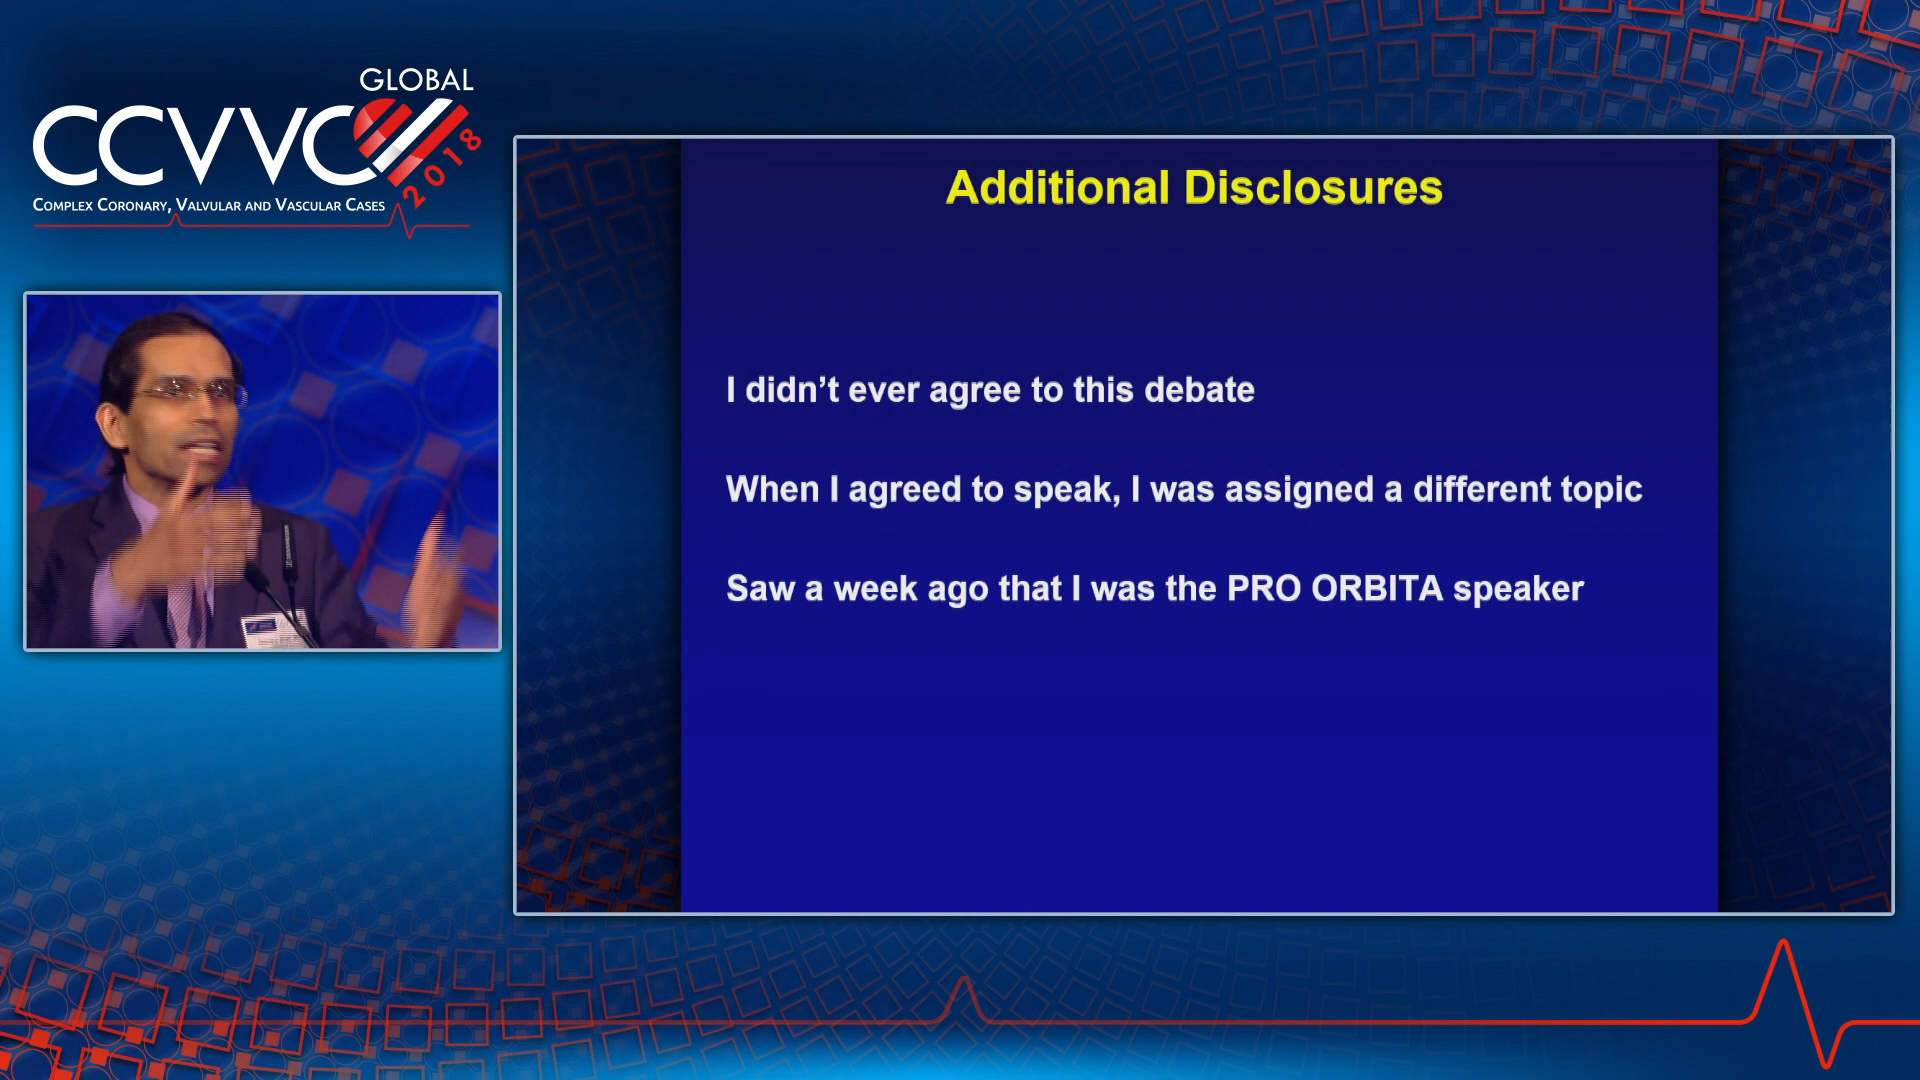 GLOBAL
CCVVC
2018
COMPLEX CORONARY, VALVULAR AND VASCULAR CASES
Additional Disclosures
I didn't ever agree to this debate
When I agreed to speak, I was assigned a different topic
Saw a week ago that I was the PRO ORBITA speaker